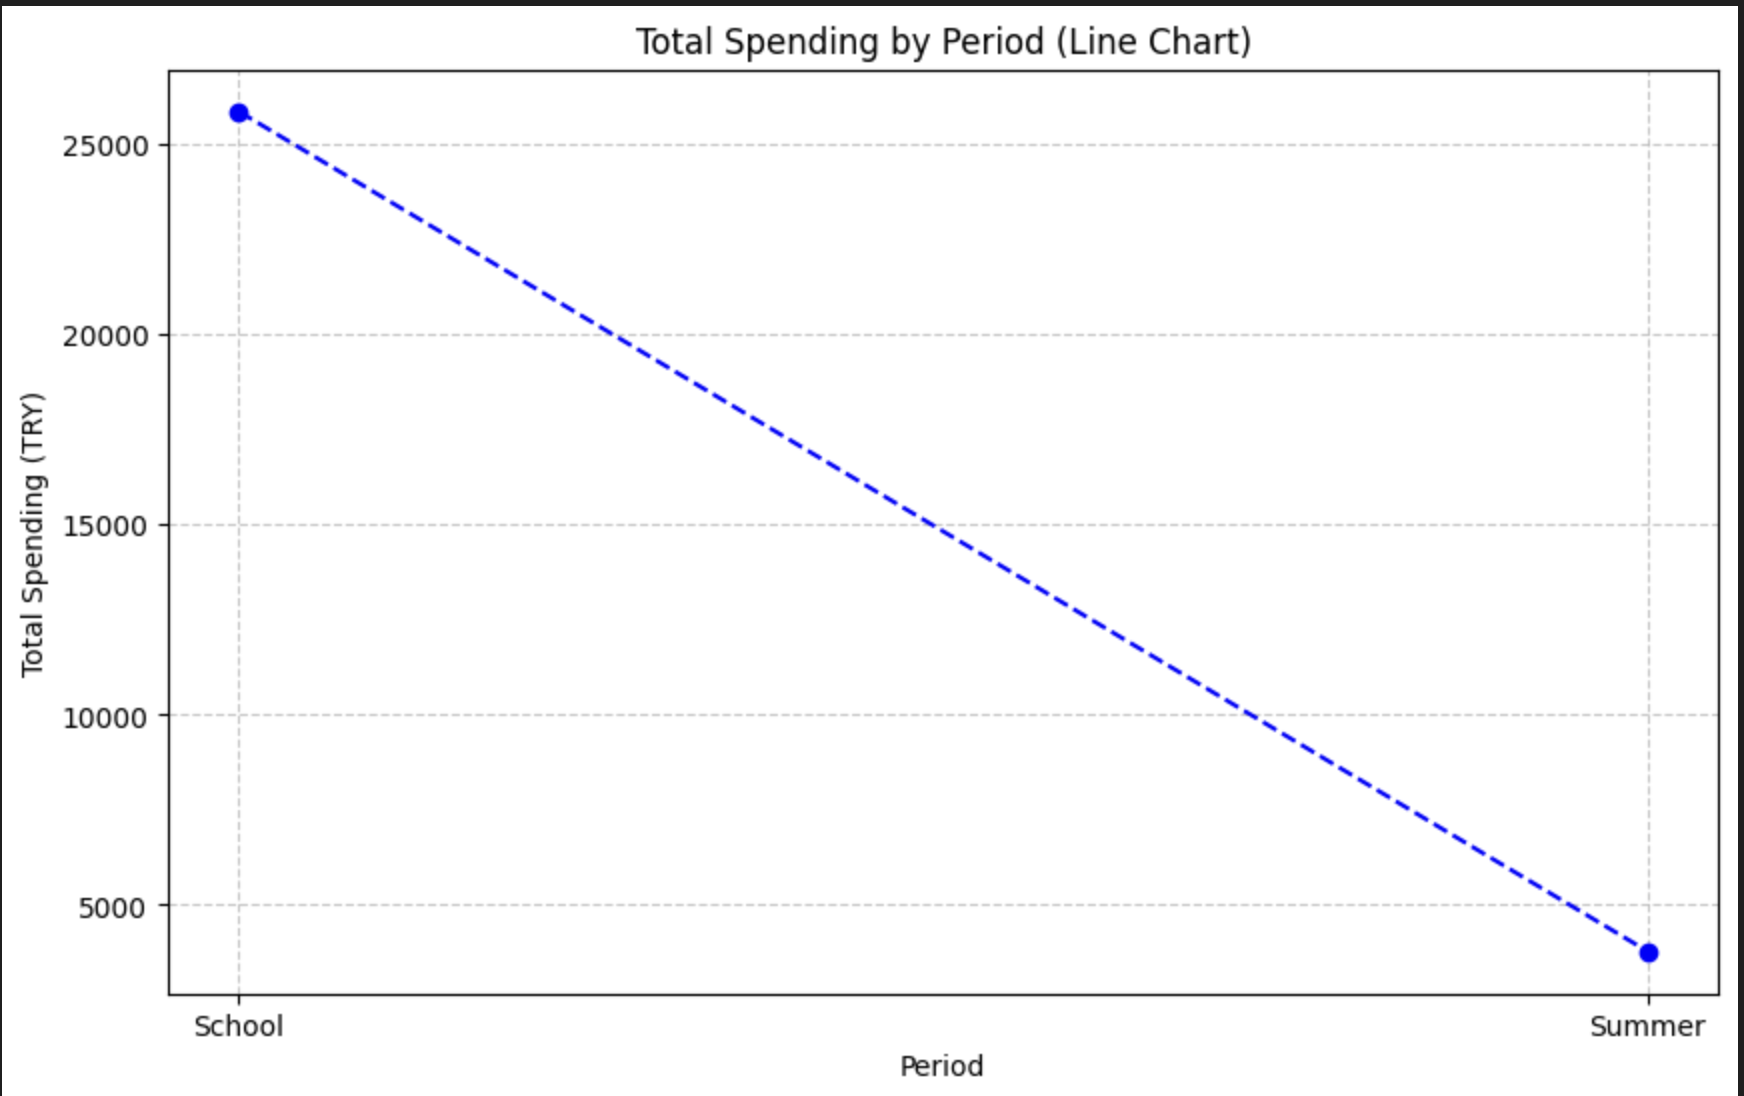 Total Spending by Period (Line Chart)
Total Spending (TRY)
25000
20000
15000
10000
5000
School
Summer
Period